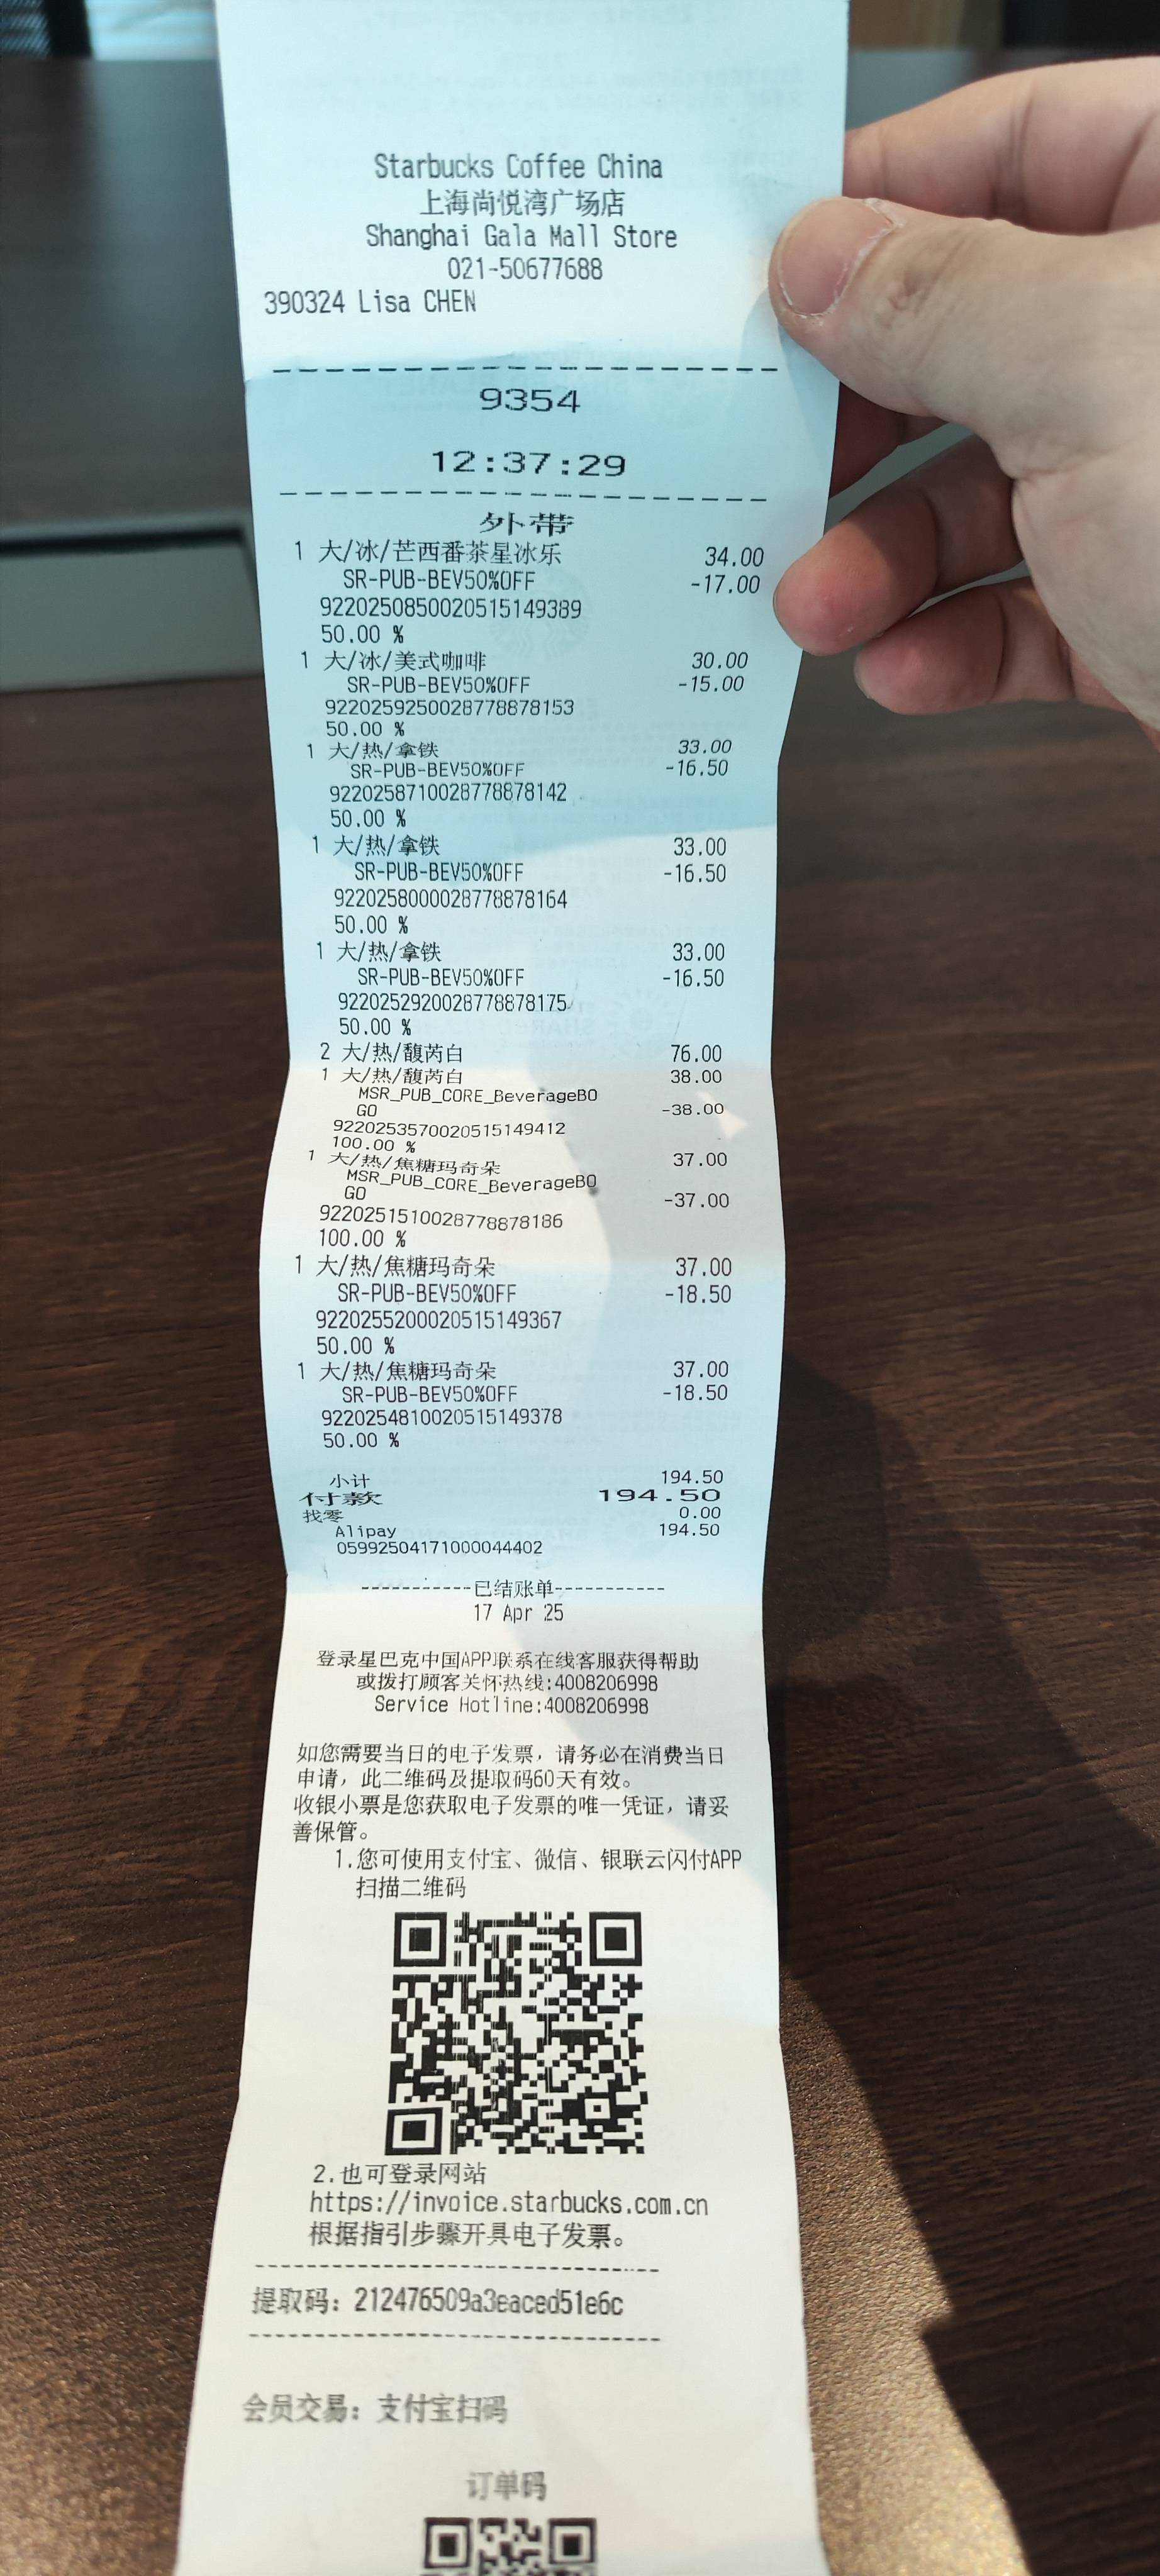 Starbucks Coffee China
上海尚悦湾广场店
Shanghai Gala Mall Store
021-50677688
390324 Lisa CHEN
9354
12:37:29
外带
1 大/冰/芒西番茶星冰乐 34.00
SR-PUB-BEV50%OFF -17.00
9220250850020515149389
50.00 %
1 大/冰/美式咖啡 30.00
SR-PUB-BEV50%OFF -15.00
9220259250028778878153
50.00 %
1 大/热/拿铁 33.00
SR-PUB-BEV50%OFF -16.50
9220258710028778878142
50.00 %
1 大/热/拿铁 33.00
SR-PUB-BEV50%OFF -16.50
9220258000028778878164
50.00 %
1 大/热/拿铁 33.00
SR-PUB-BEV50%OFF -16.50
9220252920028778878175
50.00 %
2 大/热/馥芮白 76.00
1 大/热/馥芮白 38.00
MSR_PUB_CORE_BeverageBO
GO -38.00
9220253570020515149412
100.00 %
1 大/热/焦糖玛奇朵 37.00
MSR_PUB_CORE_BeverageBO
GO -37.00
9220251510028778878186
100.00 %
1 大/热/焦糖玛奇朵 37.00
SR-PUB-BEV50%OFF -18.50
9220255200020515149367
50.00 %
1 大/热/焦糖玛奇朵 37.00
SR-PUB-BEV50%OFF -18.50
9220254810020515149378
50.00 %
小计 194.50
付款 194.50
找零 0.00
Alipay 194.50
05992504171000044402
-----------已结账单-----------
17 Apr 25
登录星巴克中国APP联系在线客服获得帮助
或拨打顾客关怀热线:4008206998
Service Hotline:4008206998
如您需要当日的电子发票，请务必在消费当日
申请，此二维码及提取码60天有效。
收银小票是您获取电子发票的唯一凭证，请妥
善保管。
1.您可使用支付宝、微信、银联云闪付APP
扫描二维码
2.也可登录网站
https://invoice.starbucks.com.cn
根据指引步骤开具电子发票。
提取码: 212476509a3eaced51e6c
会员交易: 支付宝扫码
订单码